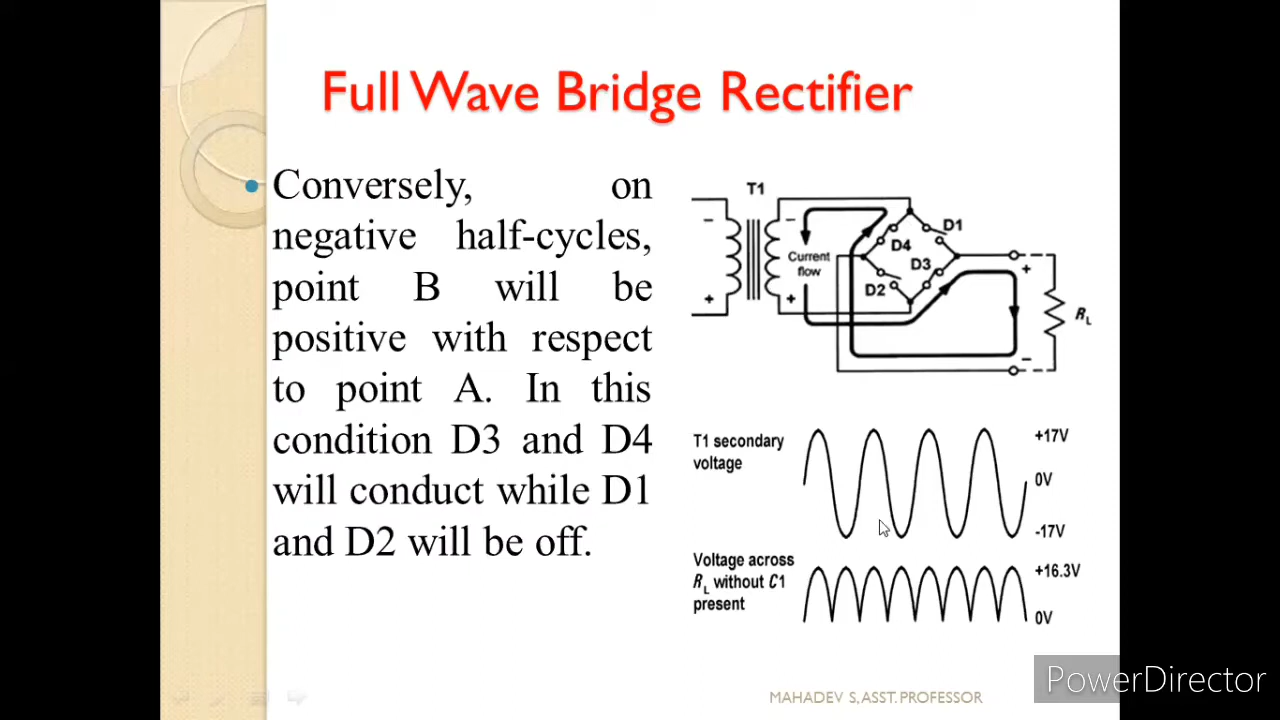 Full Wave Bridge Rectifier
Conversely, on
negative half-cycles,
point B will be
positive with respect
to point A. In this
condition D3 and D4
will conduct while D1
and D2 will be off.
T1
D1
D4
D3
D2
Current
flow
−
+
−
+
+
−
RL
T1 secondary
voltage
+17V
0V
-17V
Voltage across
RL without C1
present
+16.3V
0V
MAHADEV S, ASST. PROFESSOR
PowerDirector